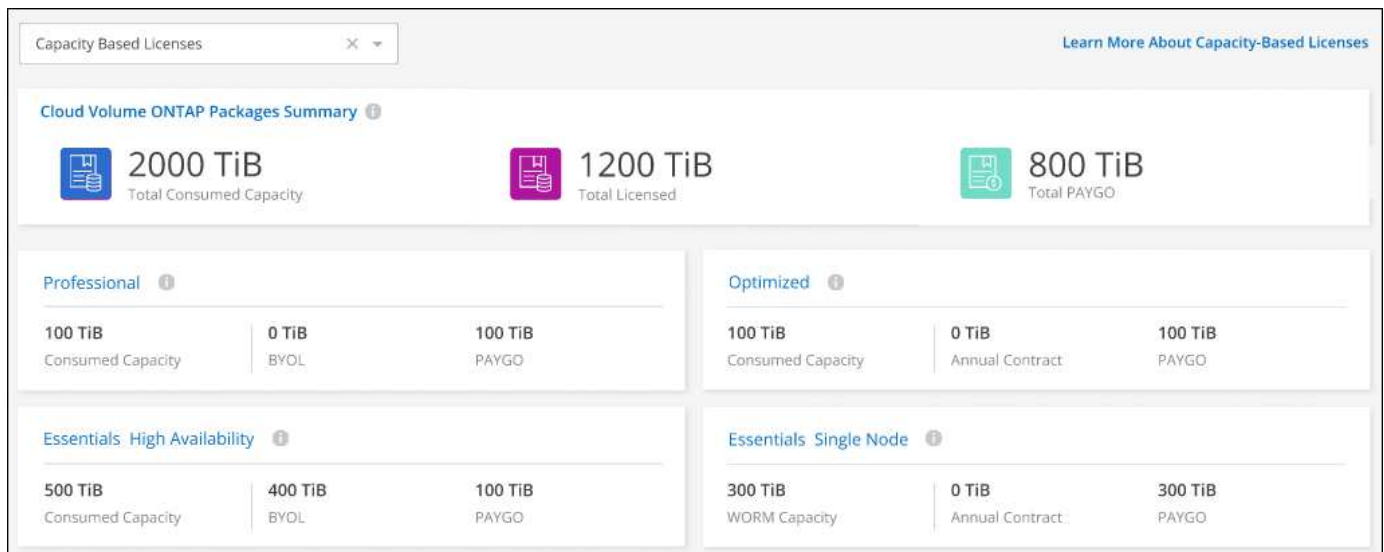 Capacity Based Licenses
Learn More About Capacity-Based Licenses
Cloud Volume ONTAP Packages Summary
2000 TiB
Total Consumed Capacity
1200 TiB
Total Licensed
800 TiB
Total PAYGO
Professional
100 TiB
Consumed Capacity
0 TiB
BYOL
100 TiB
PAYGO
Optimized
100 TiB
Consumed Capacity
0 TiB
Annual Contract
100 TiB
PAYGO
Essentials High Availability
500 TiB
Consumed Capacity
400 TiB
BYOL
100 TiB
PAYGO
Essentials Single Node
300 TiB
WORM Capacity
0 TiB
Annual Contract
300 TiB
PAYGO